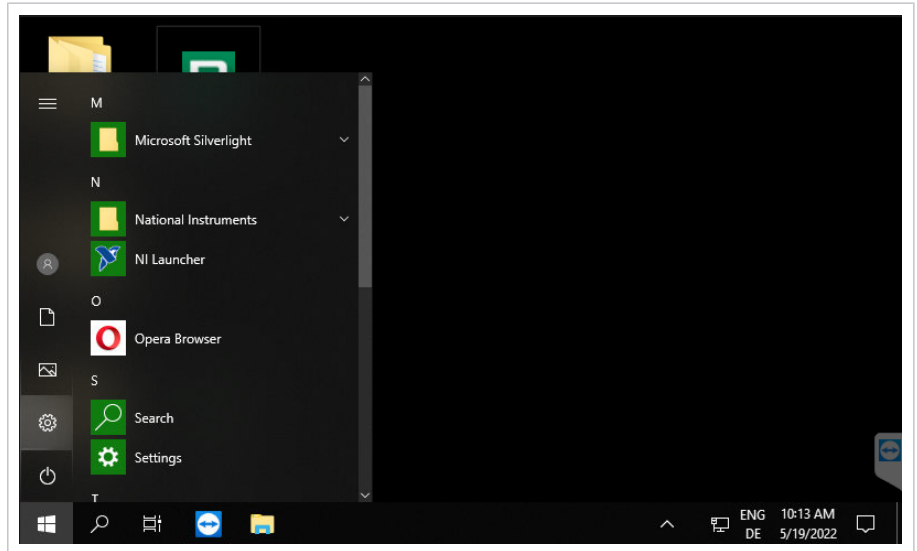 M
Microsoft Silverlight
N
National Instruments
NI Launcher
O
Opera Browser
S
Search
Settings
T
ENG 10:13 AM
DE 5/19/2022